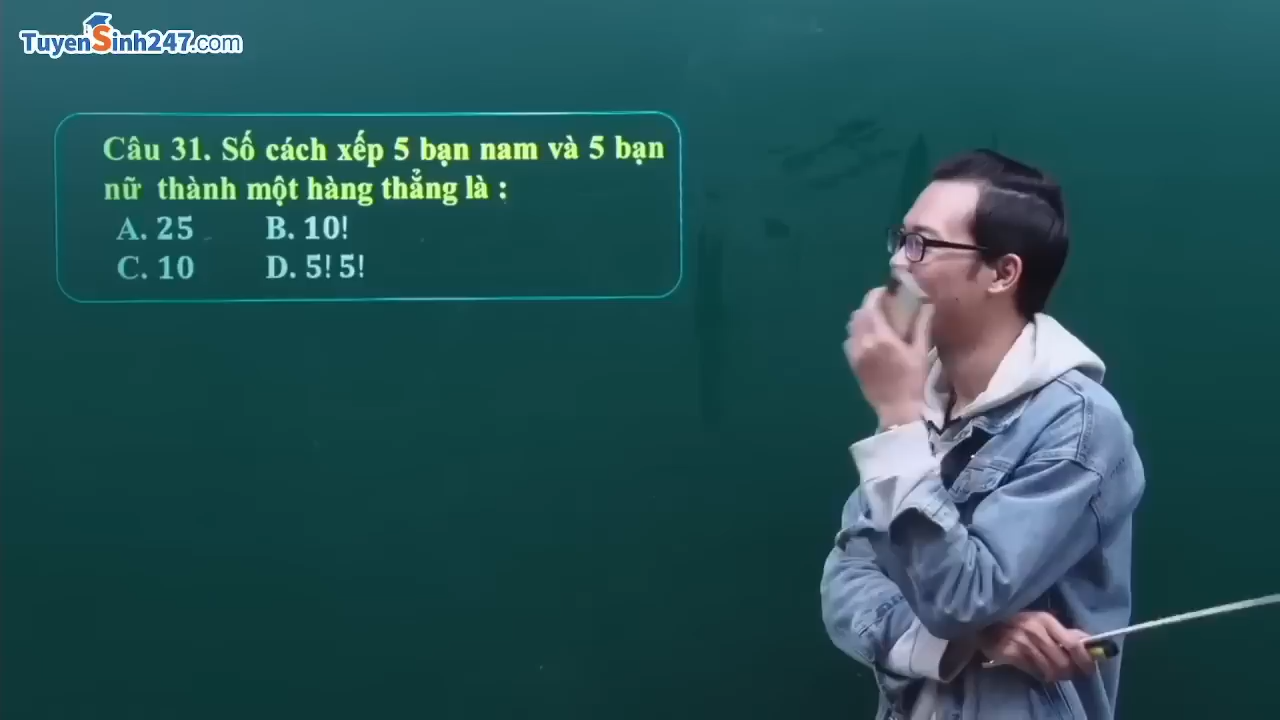 TuyenSinh247.com
Câu 31. Số cách xếp 5 bạn nam và 5 bạn
nữ thành một hàng thẳng là :
A. 25 B. 10!
C. 10 D. 5! 5!